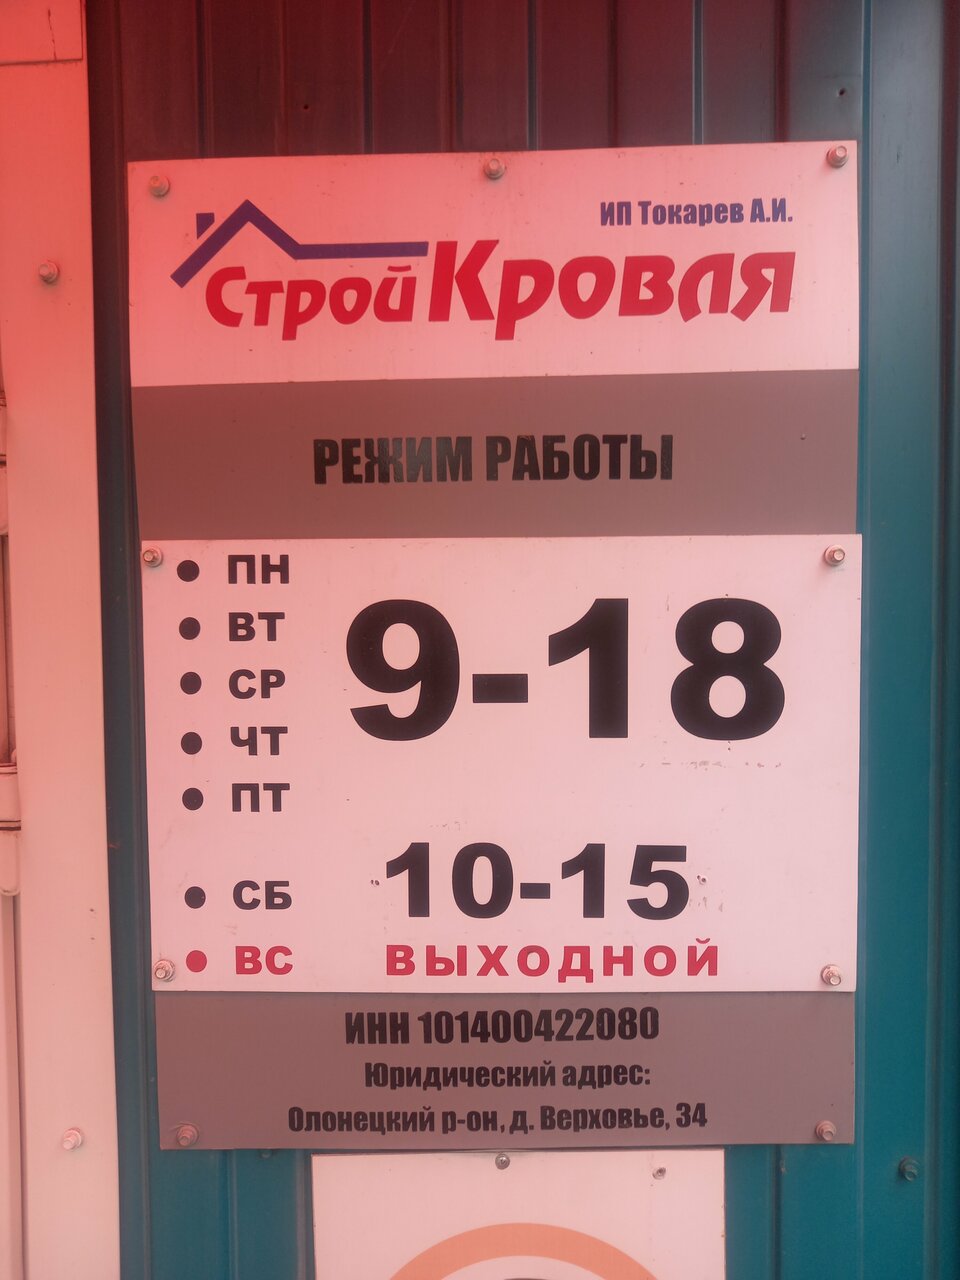 ИП Токарев А.И.
СтройКровля
РЕЖИМ РАБОТЫ
• ПН
• ВТ
• СР
• ЧТ
• ПТ
9-18
• СБ 10-15
• ВС ВЫХОДНОЙ
ИНН 101400422080
Юридический адрес:
Олонецкий р-он, д. Верховье, 34